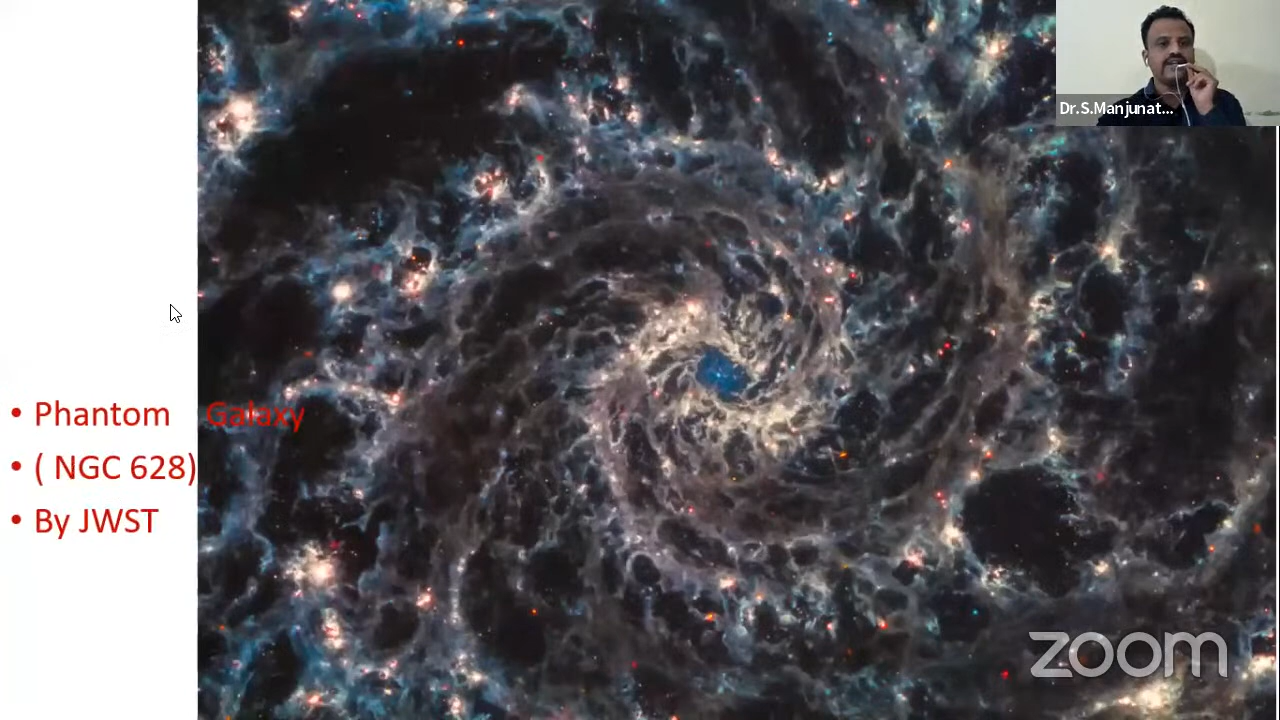 Dr.S.Manjunat...
• Phantom Galaxy
• ( NGC 628)
• By JWST
zoom